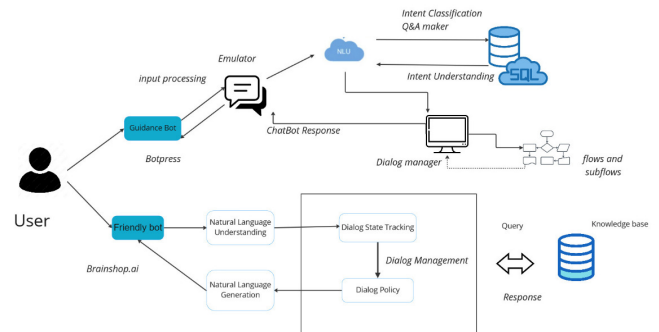 Intent Classification
Q&A maker
Emulator
NLU
input processing
Intent Understanding
SQL
Guidance Bot
ChatBot Response
Botpress
Dialog manager
flows and
subflows
User
Friendly bot
Natural Language
Understanding
Dialog State Tracking
Query
Knowledge base
Dialog Management
Brainshop.ai
Natural Language
Generation
Dialog Policy
Response